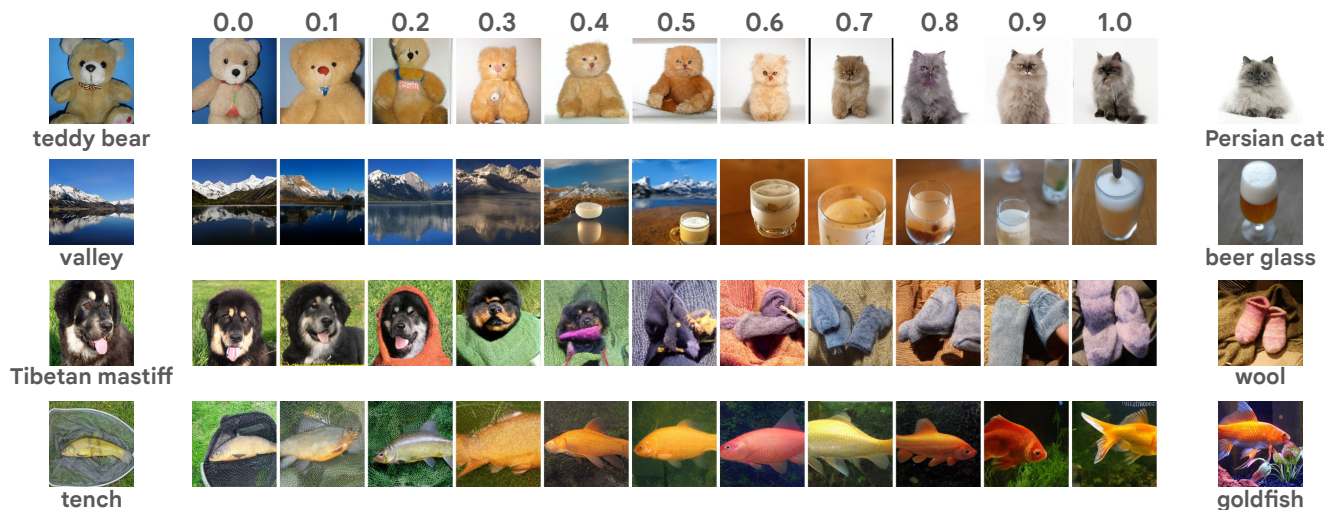 0.0 0.1 0.2 0.3 0.4 0.5 0.6 0.7 0.8 0.9 1.0
teddy bear Persian cat
valley beer glass
Tibetan mastiff wool
tench goldfish